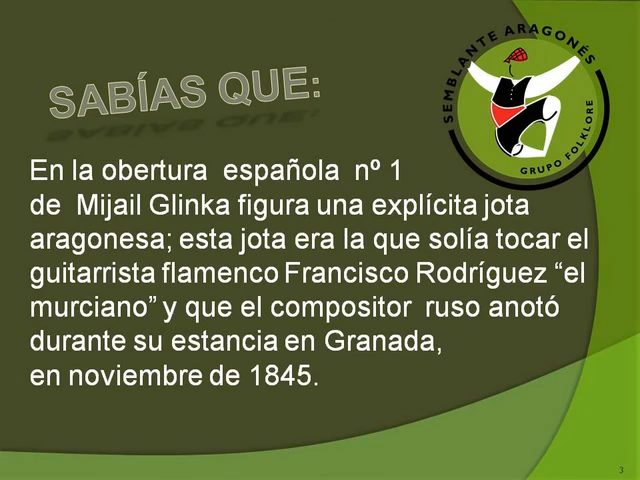 SABÍAS QUE:
SEMBLANTE ARAGONÉS
GRUPO FOLKLORE
En la obertura española nº 1
de Mijail Glinka figura una explícita jota
aragonesa; esta jota era la que solía tocar el
guitarrista flamenco Francisco Rodríguez “el
murciano” y que el compositor ruso anotó
durante su estancia en Granada,
en noviembre de 1845.
3